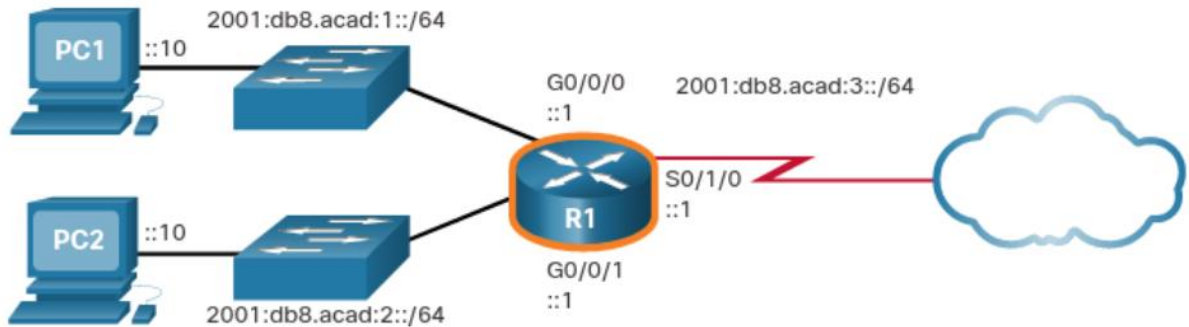 2001:db8.acad:1::/64
PC1
::10
G0/0/0
::1
2001:db8.acad:3::/64
S0/1/0
::1
R1
PC2
::10
G0/0/1
::1
2001:db8.acad:2::/64